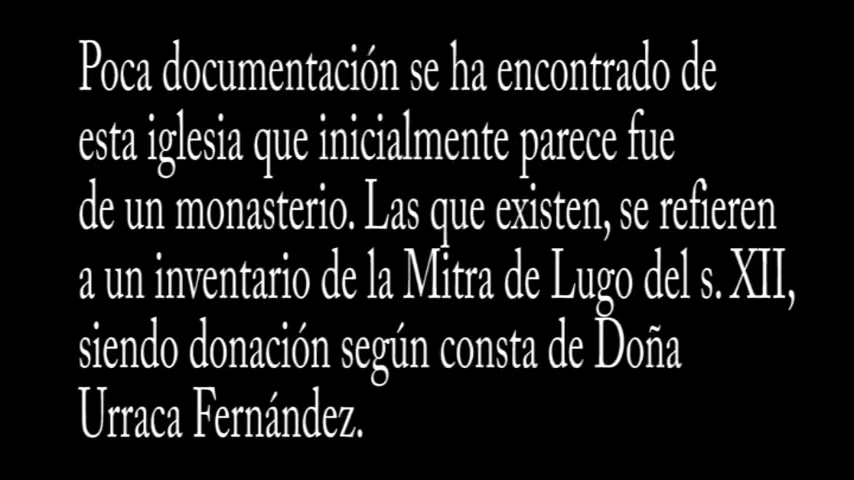 Poca documentación se ha encontrado de
esta iglesia que inicialmente parece fue
de un monasterio. Las que existen, se refieren
a un inventario de la Mitra de Lugo del s. XII,
siendo donación según consta de Doña
Urraca Fernández.